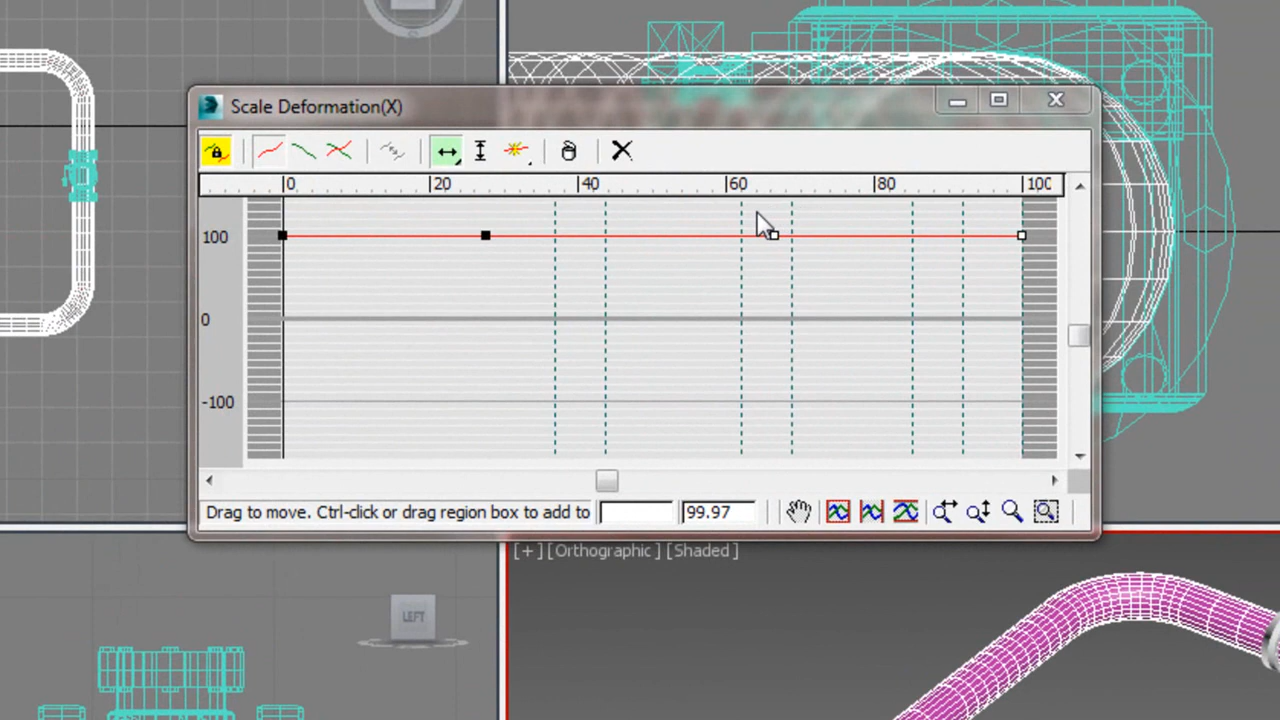 Scale Deformation(X)
0 20 40 60 80 100
100
0
-100
Drag to move. Ctrl-click or drag region box to add to 99.97
[+][Orthographic][Shaded]
LEFT